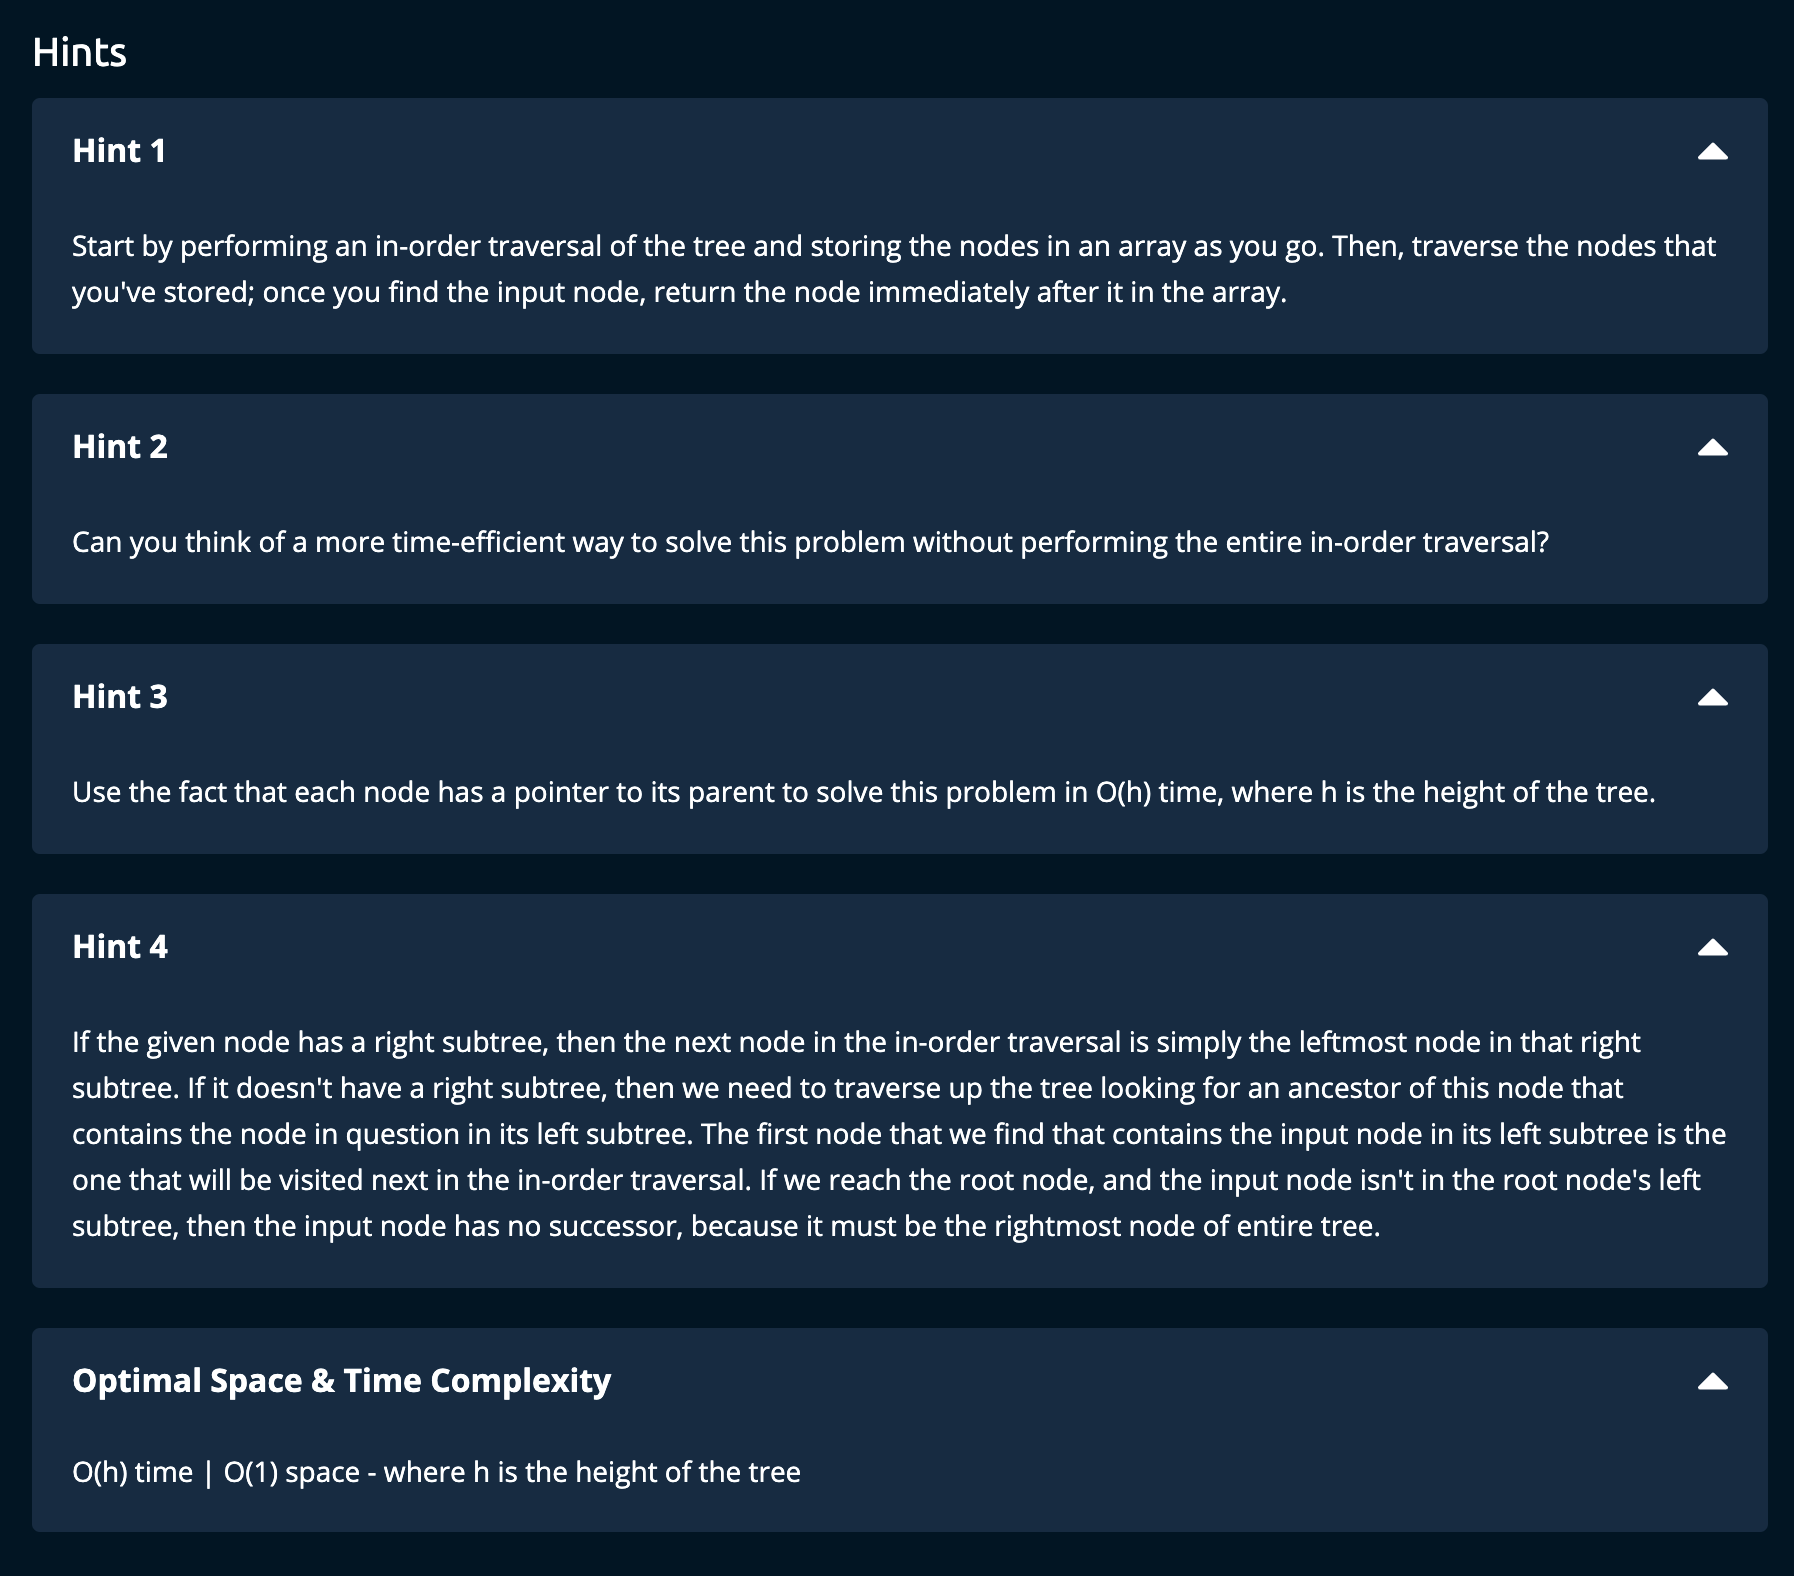 Hints
Hint 1
Start by performing an in-order traversal of the tree and storing the nodes in an array as you go. Then, traverse the nodes that
you've stored; once you find the input node, return the node immediately after it in the array.
Hint 2
Can you think of a more time-efficient way to solve this problem without performing the entire in-order traversal?
Hint 3
Use the fact that each node has a pointer to its parent to solve this problem in O(h) time, where h is the height of the tree.
Hint 4
If the given node has a right subtree, then the next node in the in-order traversal is simply the leftmost node in that right
subtree. If it doesn't have a right subtree, then we need to traverse up the tree looking for an ancestor of this node that
contains the node in question in its left subtree. The first node that we find that contains the input node in its left subtree is the
one that will be visited next in the in-order traversal. If we reach the root node, and the input node isn't in the root node's left
subtree, then the input node has no successor, because it must be the rightmost node of entire tree.
Optimal Space & Time Complexity
O(h) time | O(1) space - where h is the height of the tree